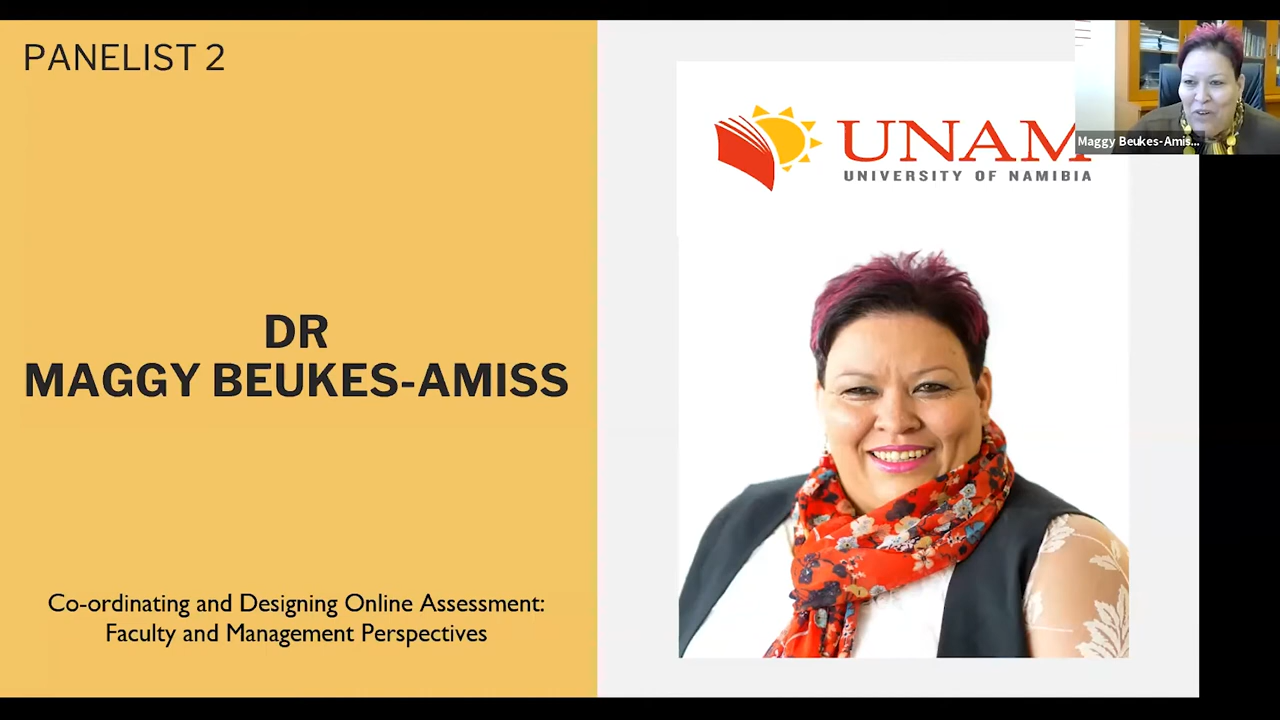 PANELIST 2
DR
MAGGY BEUKES-AMISS
Co-ordinating and Designing Online Assessment:
Faculty and Management Perspectives
UNAM
UNIVERSITY OF NAMIBIA
Maggy Beukes-Amis...